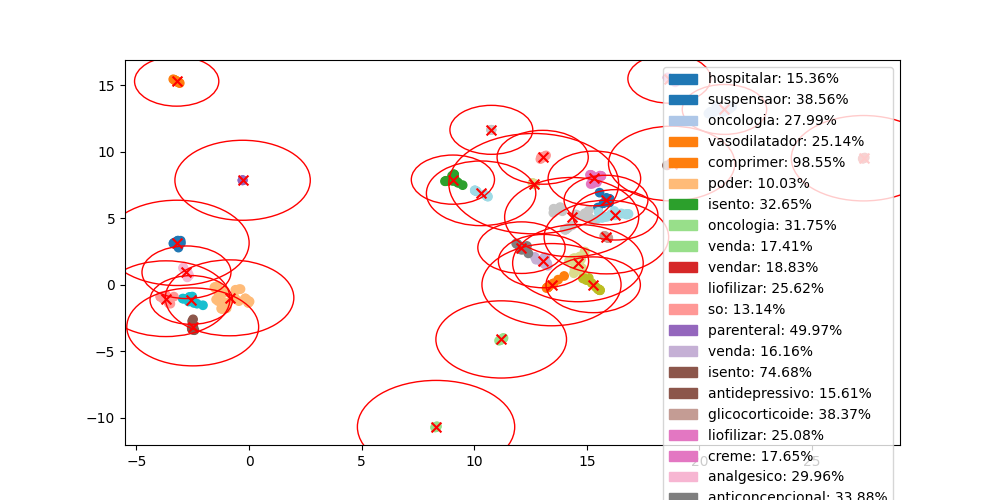 15
10
5
0
−5
−10
−5
0
5
10
15
20
25
hospitalar: 15.36%
suspensaor: 38.56%
oncologia: 27.99%
vasodilatador: 25.14%
comprimer: 98.55%
poder: 10.03%
isento: 32.65%
oncologia: 31.75%
venda: 17.41%
vendar: 18.83%
liofilizar: 25.62%
so: 13.14%
parenteral: 49.97%
venda: 16.16%
isento: 74.68%
antidepressivo: 15.61%
glicocorticoide: 38.37%
liofilizar: 25.08%
creme: 17.65%
analgesico: 29.96%
anticoncepcional: 33.88%